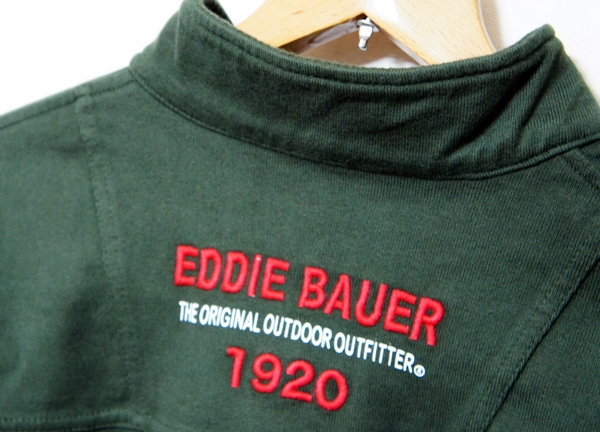 EDDiE BAUER
THE ORIGINAL OUTDOOR OUTFITTER®
1920